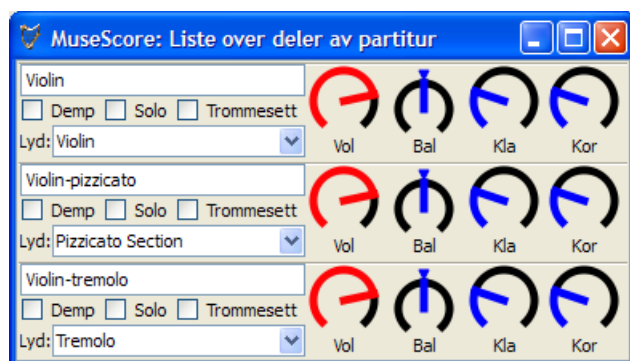 MuseScore: Liste over deler av partitur
Violin
Demp Solo Trommesett
Lyd: Violin
Vol Bal Kla Kor
Violin-pizzicato
Demp Solo Trommesett
Lyd: Pizzicato Section
Vol Bal Kla Kor
Violin-tremolo
Demp Solo Trommesett
Lyd: Tremolo
Vol Bal Kla Kor